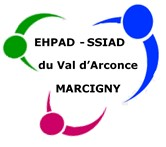 EHPAD - SSIAD
du Val d'Arconce
MARCIGNY